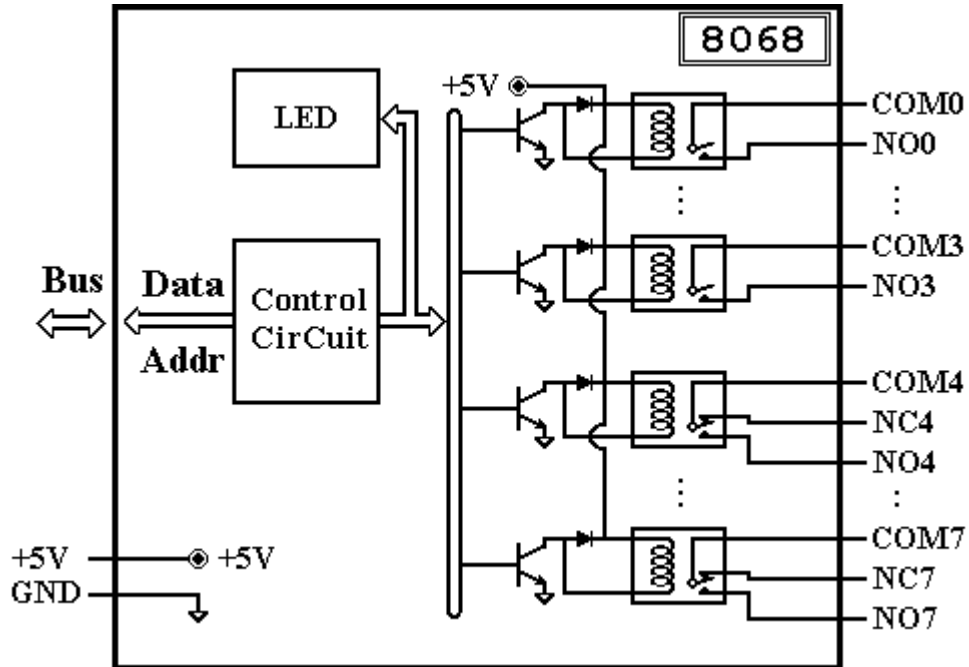 8068
+5V
LED
COM0
NO0
COM3
NO3
Bus
Data
Addr
Control
CirCuit
COM4
NC4
NO4
COM7
NC7
NO7
+5V
+5V
GND